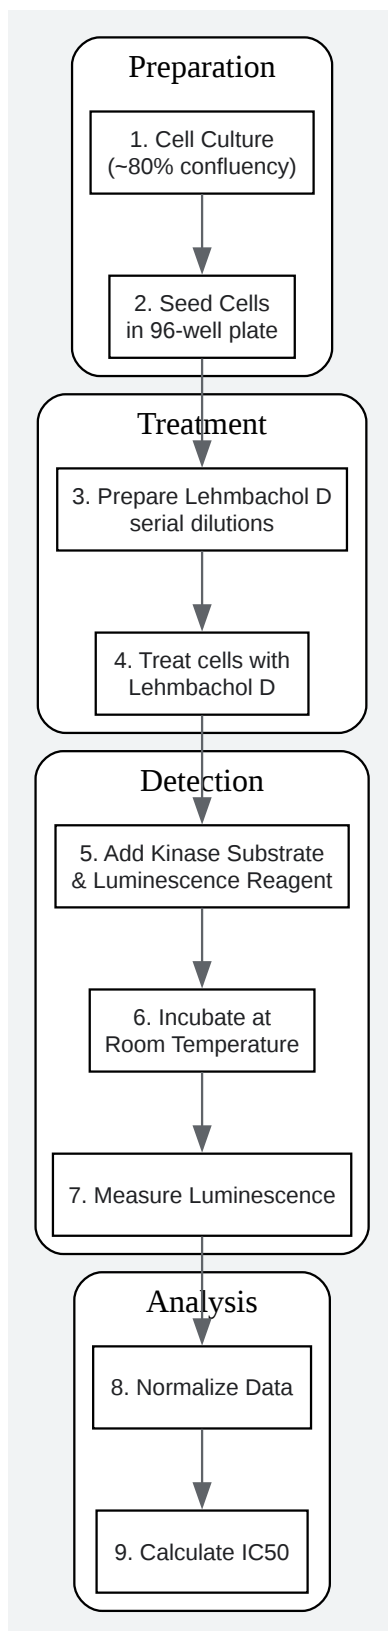 Preparation
1. Cell Culture
(~80% confluency)
2. Seed Cells
in 96-well plate
Treatment
3. Prepare Lehmbachol D
serial dilutions
4. Treat cells with
Lehmbachol D
Detection
5. Add Kinase Substrate
& Luminescence Reagent
6. Incubate at
Room Temperature
7. Measure Luminescence
Analysis
8. Normalize Data
9. Calculate IC50